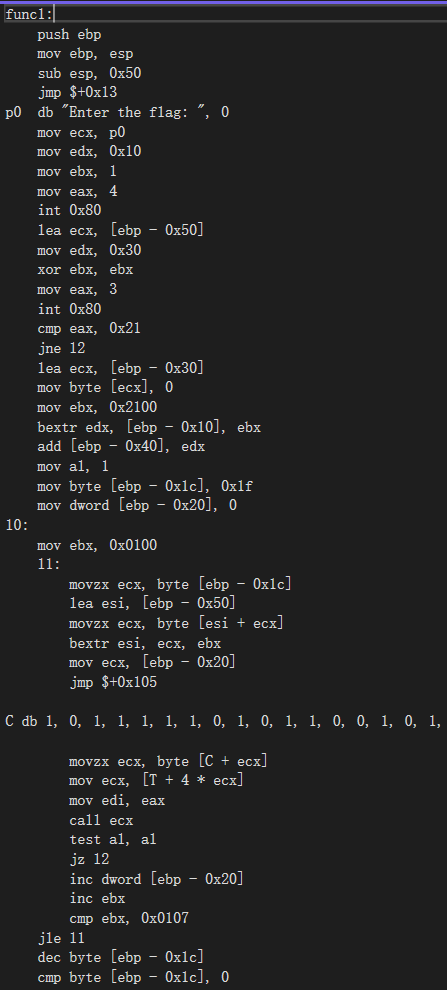 func1:
push ebp
mov ebp, esp
sub esp, 0x50
jmp $+0x13
p0 db "Enter the flag: ", 0
mov ecx, p0
mov edx, 0x10
mov ebx, 1
mov eax, 4
int 0x80
lea ecx, [ebp - 0x50]
mov edx, 0x30
xor ebx, ebx
mov eax, 3
int 0x80
cmp eax, 0x21
jne l2
lea ecx, [ebp - 0x30]
mov byte [ecx], 0
mov ebx, 0x2100
bextr edx, [ebp - 0x10], ebx
add [ebp - 0x40], edx
mov al, 1
mov byte [ebp - 0x1c], 0x1f
mov dword [ebp - 0x20], 0
l0:
mov ebx, 0x0100
l1:
movzx ecx, byte [ebp - 0x1c]
lea esi, [ebp - 0x50]
movzx ecx, byte [esi + ecx]
bextr esi, ecx, ebx
mov ecx, [ebp - 0x20]
jmp $+0x105
C db 1, 0, 1, 1, 1, 1, 1, 0, 1, 0, 1, 1, 0, 0, 1, 0, 1,
movzx ecx, byte [C + ecx]
mov ecx, [T + 4 * ecx]
mov edi, eax
call ecx
test al, al
jz l2
inc dword [ebp - 0x20]
inc ebx
cmp ebx, 0x0107
jle l1
dec byte [ebp - 0x1c]
cmp byte [ebp - 0x1c], 0